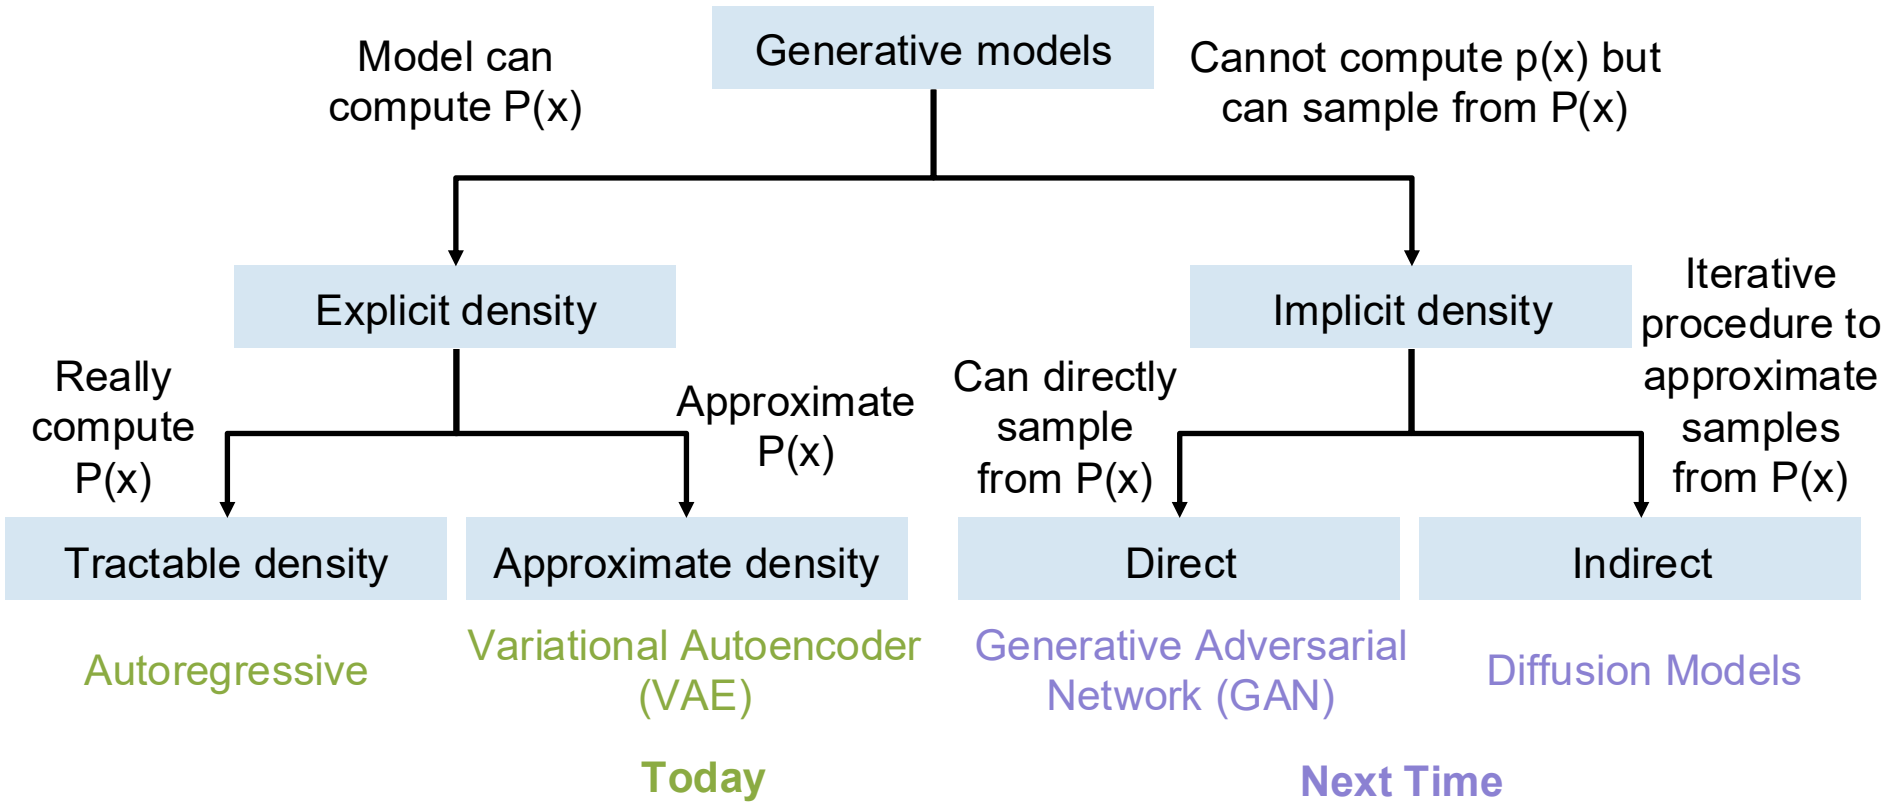 Generative models
Model can
compute P(x)
Cannot compute p(x) but
can sample from P(x)
Explicit density
Implicit density
Really
compute
P(x)
Approximate
P(x)
Can directly
sample
from P(x)
Iterative
procedure to
approximate
samples
from P(x)
Tractable density
Approximate density
Direct
Indirect
Autoregressive
Variational Autoencoder
(VAE)
Generative Adversarial
Network (GAN)
Diffusion Models
Today
Next Time